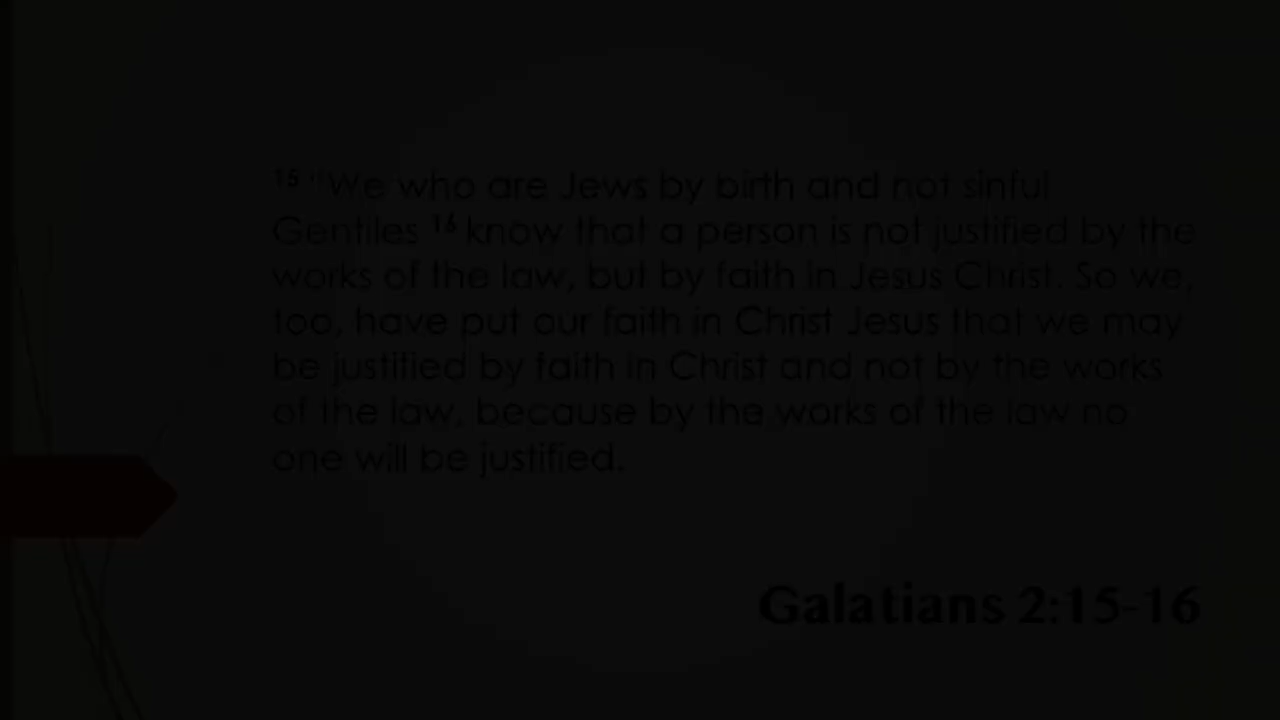 15 "We who are Jews by birth and not sinful
Gentiles 16 know that a person is not justified by the
works of the law, but by faith in Jesus Christ. So we,
too, have put our faith in Christ Jesus that we may
be justified by faith in Christ and not by the works
of the law, because by the works of the law no
one will be justified.
Galatians 2:15-16